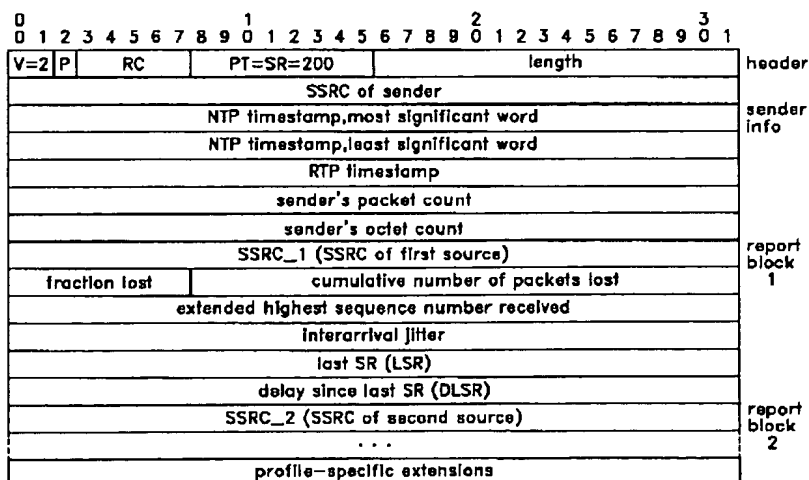 0 1 2 3
0 1 2 3 4 5 6 7 8 9 0 1 2 3 4 5 6 7 8 9 0 1 2 3 4 5 6 7 8 9 0 1
V=2 P RC PT=SR=200 length header
SSRC of sender
NTP timestamp,most significant word sender info
NTP timestamp,least significant word
RTP timestamp
sender's packet count
sender's octet count
SSRC_1 (SSRC of first source) report block 1
fraction lost cumulative number of packets lost
extended highest sequence number received
interarrival jitter
last SR (LSR)
delay since last SR (DLSR)
SSRC_2 (SSRC of second source) report block 2
...
profile-specific extensions